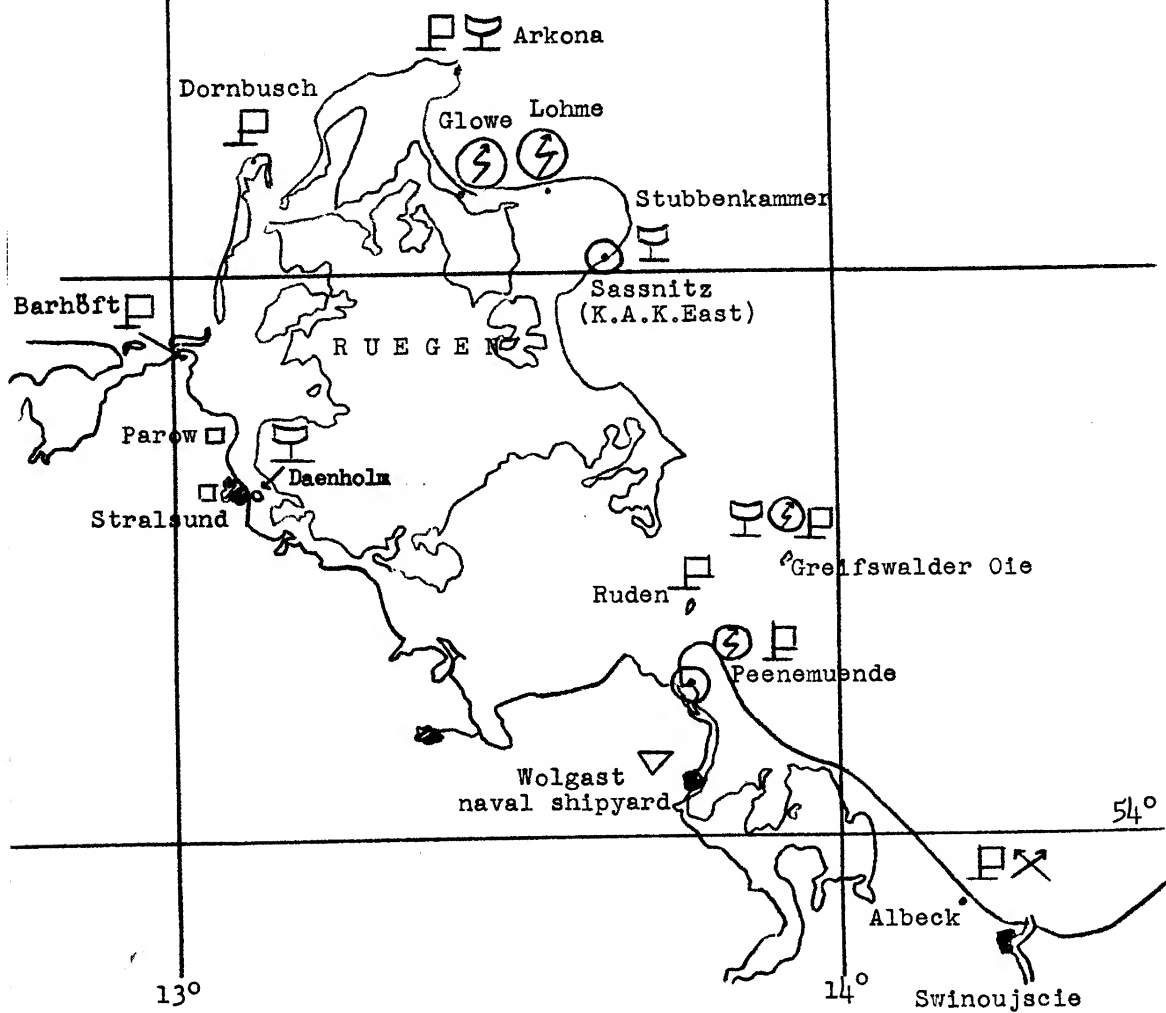 Arkona
Dornbusch
Glowe
Lohme
Stubbenkammer
Sassnitz
(K.A.K.East)
Barhöft
RUEGEN
Parow
Daenholm
Stralsund
Greifswalder Oie
Ruden
Peenemuende
Wolgast
naval shipyard
54°
Albeck
13°
14°
Swinoujscie